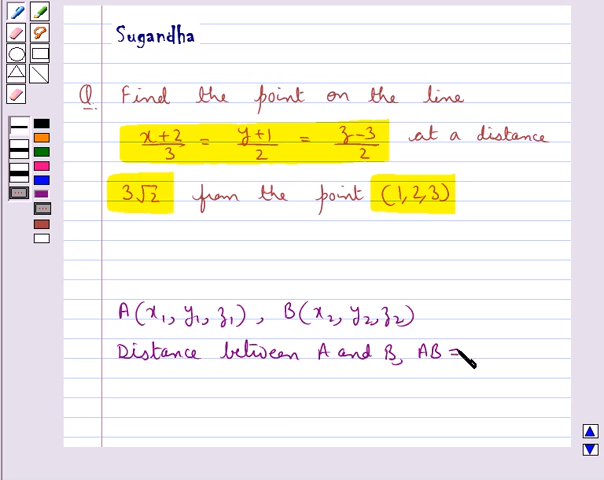 Sugandha
Q. Find the point on the line
x+2/3 = y+1/2 = z-3/2 at a distance
3√2 from the point (1,2,3)
A(x₁, y₁, z₁), B(x₂, y₂, z₂)
Distance between A and B, AB =